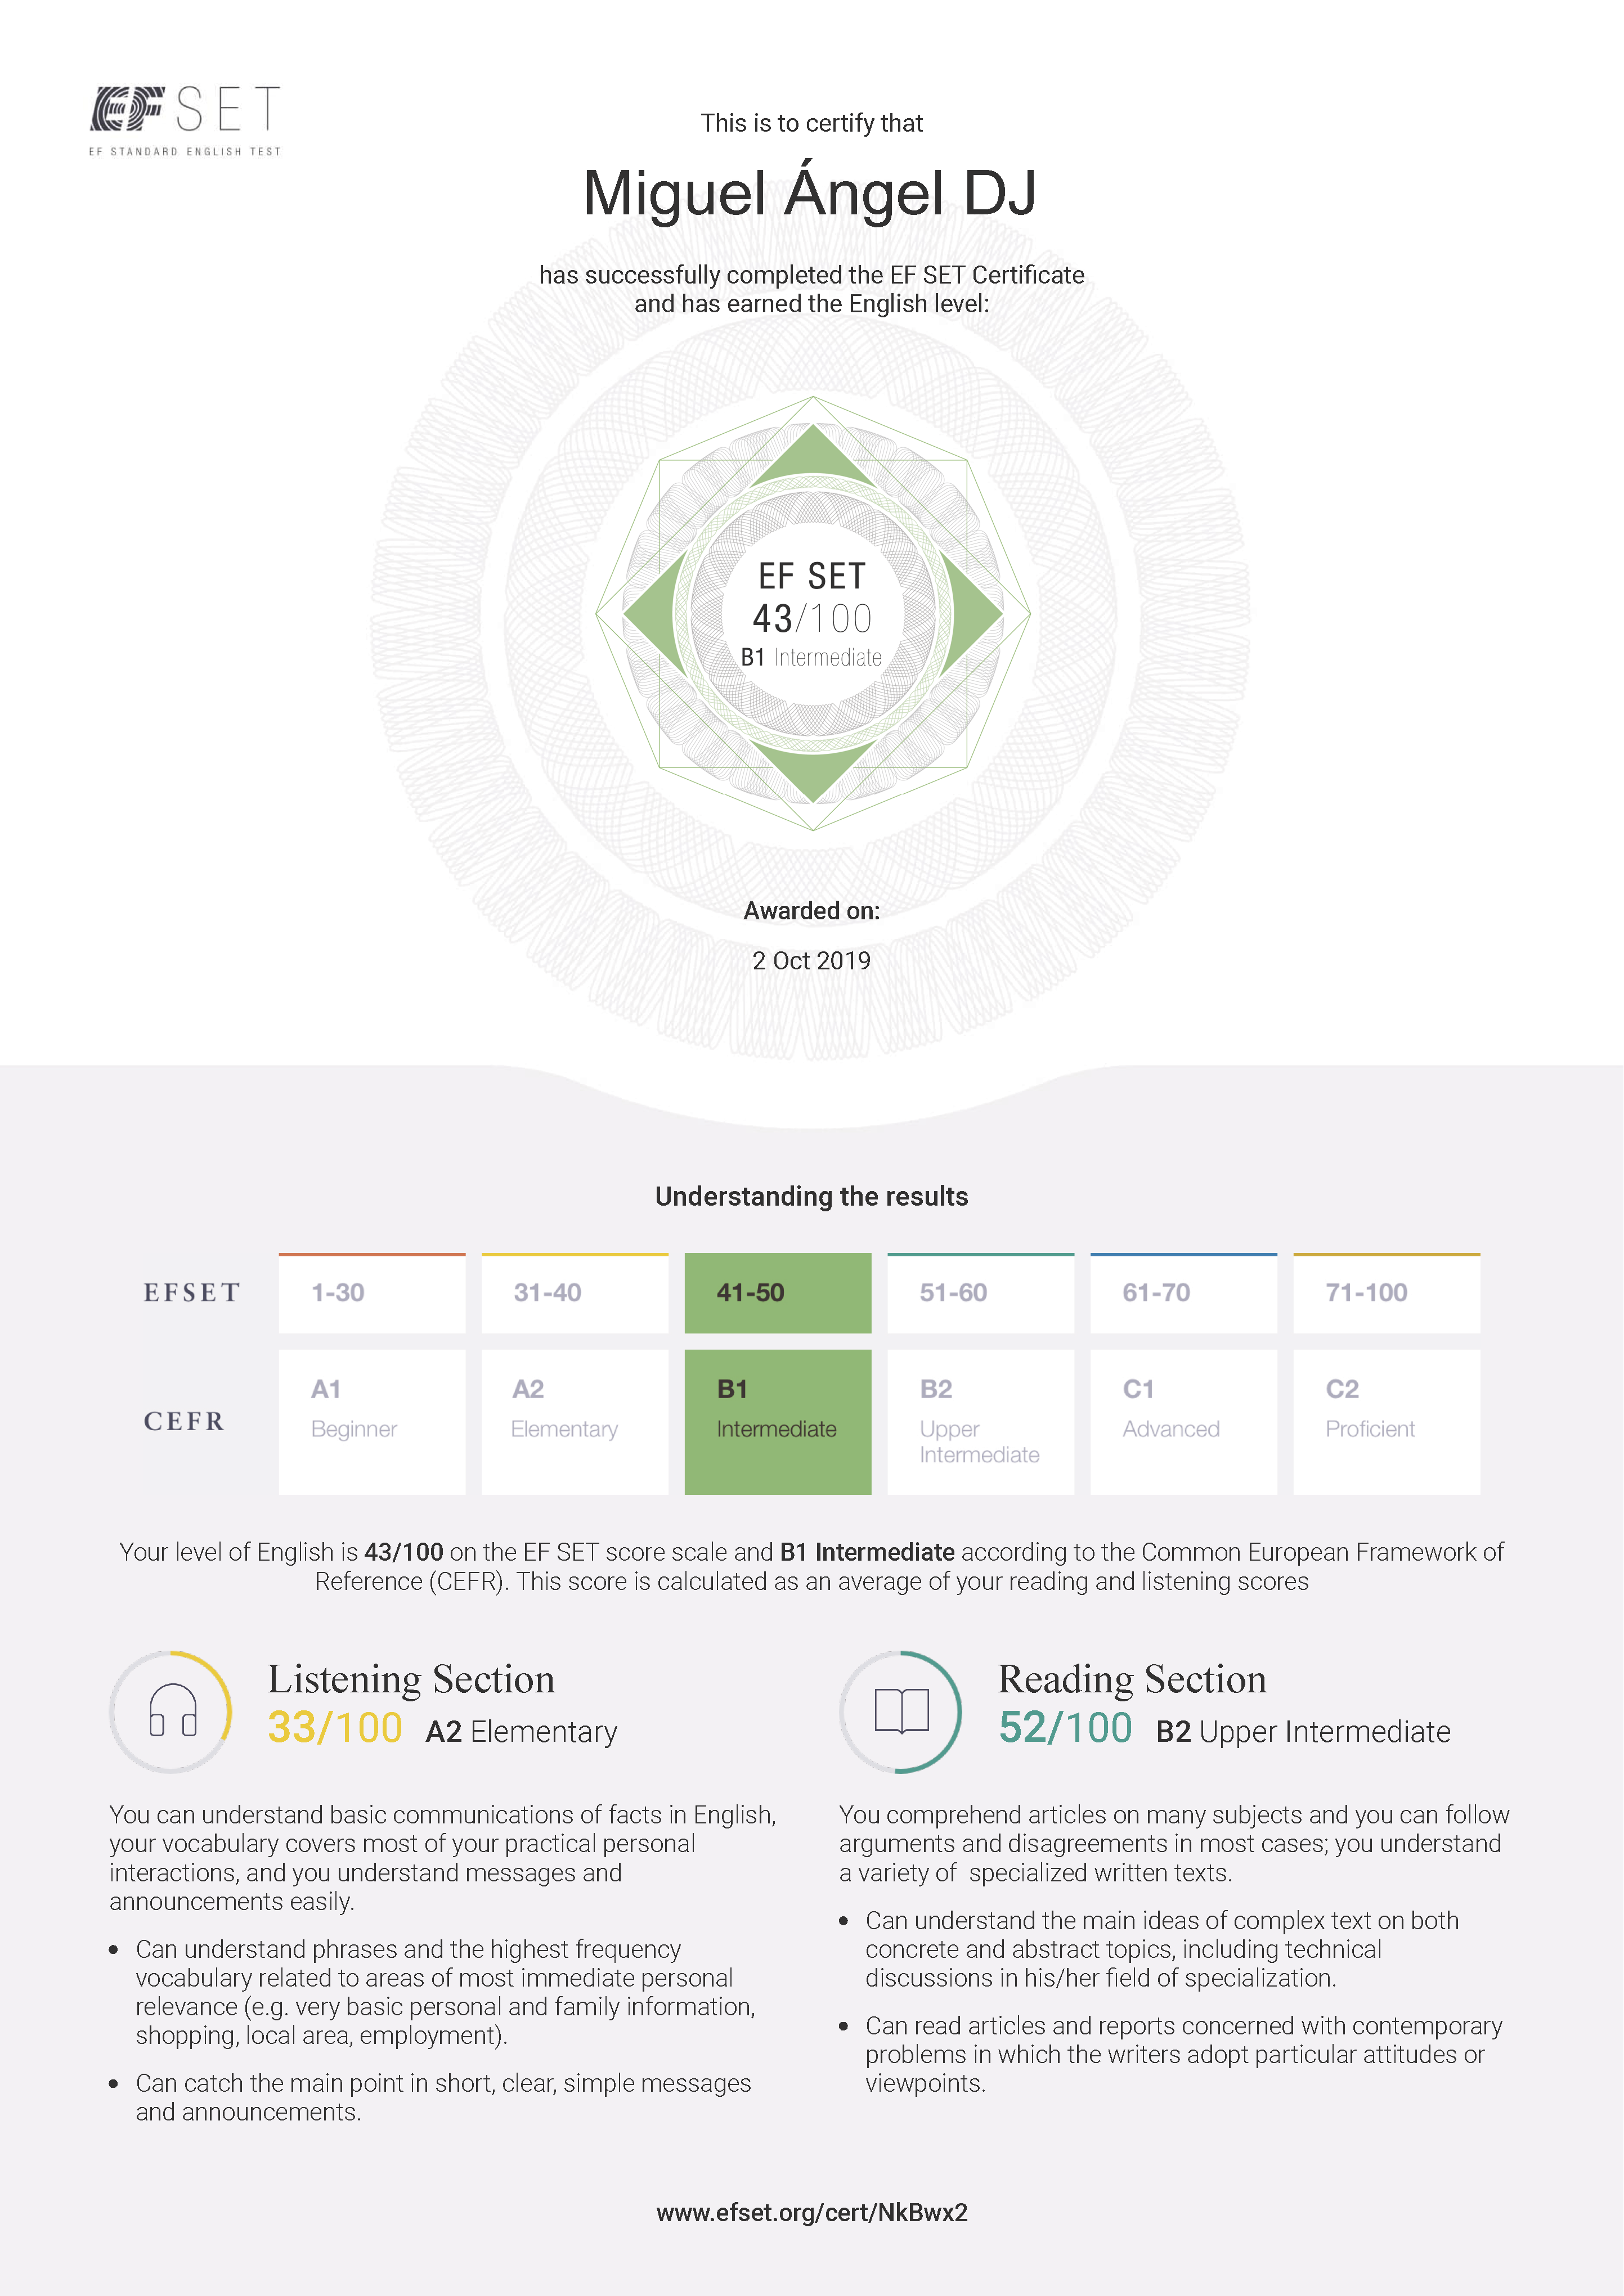 EF SET
EF STANDARD ENGLISH TEST
This is to certify that
Miguel Ángel DJ
has successfully completed the EF SET Certificate
and has earned the English level:
EF SET
43/100
B1 Intermediate
Awarded on:
2 Oct 2019
Understanding the results
EFSET 1-30 31-40 41-50 51-60 61-70 71-100
CEFR
A1 A2 B1 B2 C1 C2
Beginner Elementary Intermediate Upper Advanced Proficient
Intermediate
Your level of English is 43/100 on the EF SET score scale and B1 Intermediate according to the Common European Framework of
Reference (CEFR). This score is calculated as an average of your reading and listening scores
Listening Section
33/100 A2 Elementary
You can understand basic communications of facts in English,
your vocabulary covers most of your practical personal
interactions, and you understand messages and
announcements easily.
• Can understand phrases and the highest frequency
vocabulary related to areas of most immediate personal
relevance (e.g. very basic personal and family information,
shopping, local area, employment).
• Can catch the main point in short, clear, simple messages
and announcements.
Reading Section
52/100 B2 Upper Intermediate
You comprehend articles on many subjects and you can follow
arguments and disagreements in most cases; you understand
a variety of specialized written texts.
• Can understand the main ideas of complex text on both
concrete and abstract topics, including technical
discussions in his/her field of specialization.
• Can read articles and reports concerned with contemporary
problems in which the writers adopt particular attitudes or
viewpoints.
www.efset.org/cert/NkBwx2